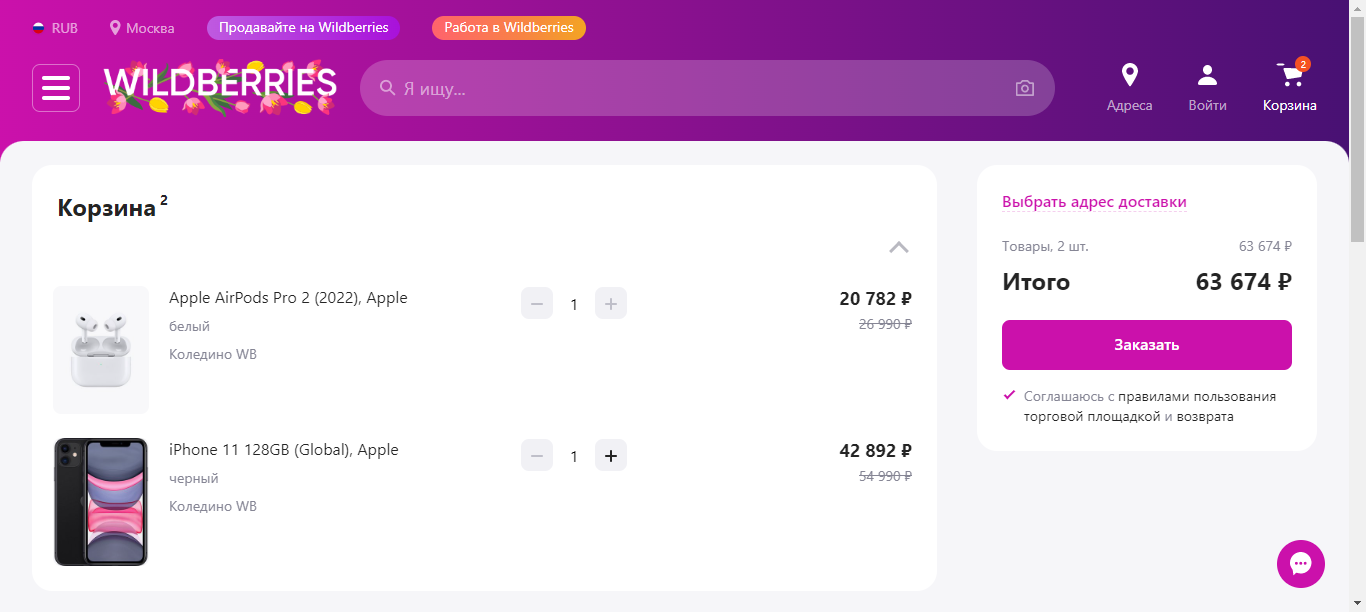 RUB
Москва
Продавайте на Wildberries
Работа в Wildberries
WILDBERRIES
Я ищу...
Адреса
Войти
2
Корзина
Корзина 2
Apple AirPods Pro 2 (2022), Apple
белый
Коледино WB
1
20 782 ₽
26 990 ₽
iPhone 11 128GB (Global), Apple
черный
Коледино WB
1
42 892 ₽
54 990 ₽
Выбрать адрес доставки
Товары, 2 шт. 63 674 ₽
Итого 63 674 ₽
Заказать
Соглашаюсь с правилами пользования
торговой площадкой и возврата